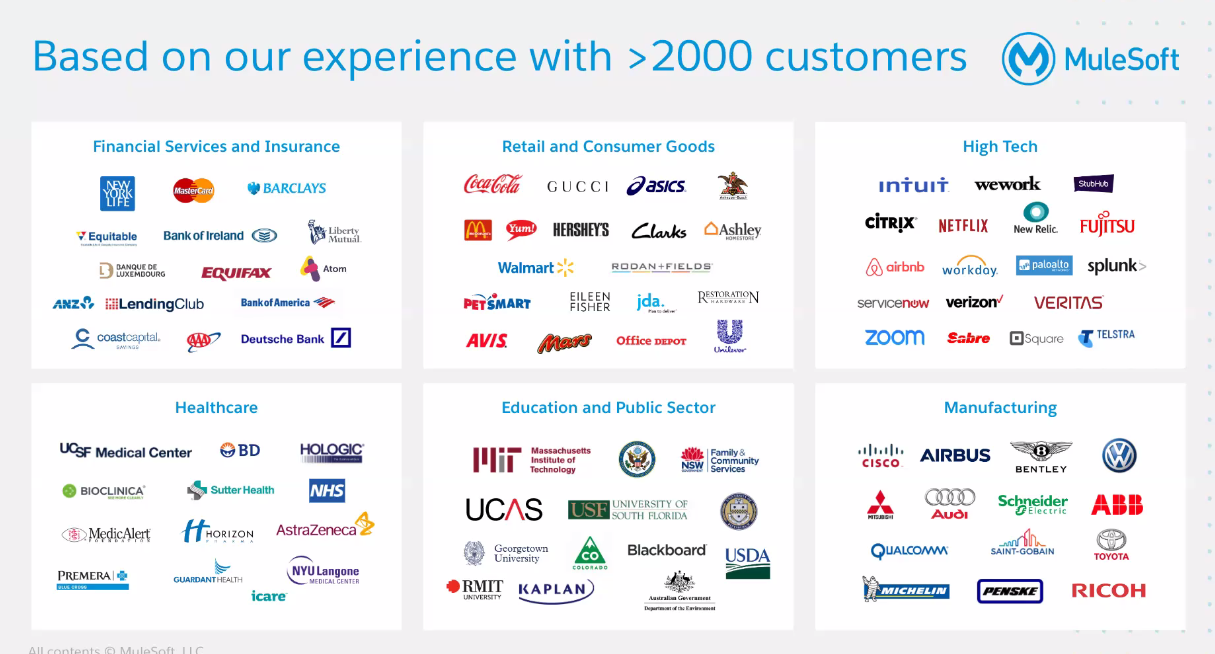 Based on our experience with >2000 customers
MuleSoft
Financial Services and Insurance
NEW
YORK
LIFE
MasterCard
BARCLAYS
Equitable
Bank of Ireland
Liberty
Mutual.
BANQUE DE
LUXEMBOURG
EQUIFAX
Atom
ANZ
LendingClub
Bank of America
coastcapital
SAVINGS
AAA
Deutsche Bank
Retail and Consumer Goods
Coca-Cola
GUCCI
asics
M
McDonald's
Yum!
HERSHEY'S
Clarks
Ashley
HOMESTORE
Walmart
RODAN+FIELDS
PETSMART
EILEEN
FISHER
jda.
Plan to deliver
RESTORATION
HARDWARE
AVIS
Mars
Office DEPOT
Unilever
High Tech
intuit
wework
StubHub
CITRIX
NETFLIX
New Relic.
FUJITSU
airbnb
workday.
paloalto
splunk>
servicenow
verizon
VERITAS
zoom
Sabre
Square
TELSTRA
Healthcare
UCSF Medical Center
BD
HOLOGIC
BIOCLINICA
Sutter Health
NHS
MedicAlert
FOUNDATION
HORIZON
PHARMA
AstraZeneca
PREMERA
BLUE CROSS
GUARDANT HEALTH
NYU Langone
MEDICAL CENTER
icare
Education and Public Sector
MIT
Massachusetts
Institute of
Technology
NSW
Family &
Community
Services
UCAS
USF UNIVERSITY OF
SOUTH FLORIDA
Georgetown
University
CO
COLORADO
Blackboard
USDA
RMIT
UNIVERSITY
KAPLAN
Australian Government
Department of the Environment
Manufacturing
CISCO
AIRBUS
B
BENTLEY
MITSUBISHI
Audi
Schneider
Electric
ABB
QUALCOMM
SAINT-GOBAIN
TOYOTA
MICHELIN
PENSKE
RICOH
All contents © MuleSoft, LLC